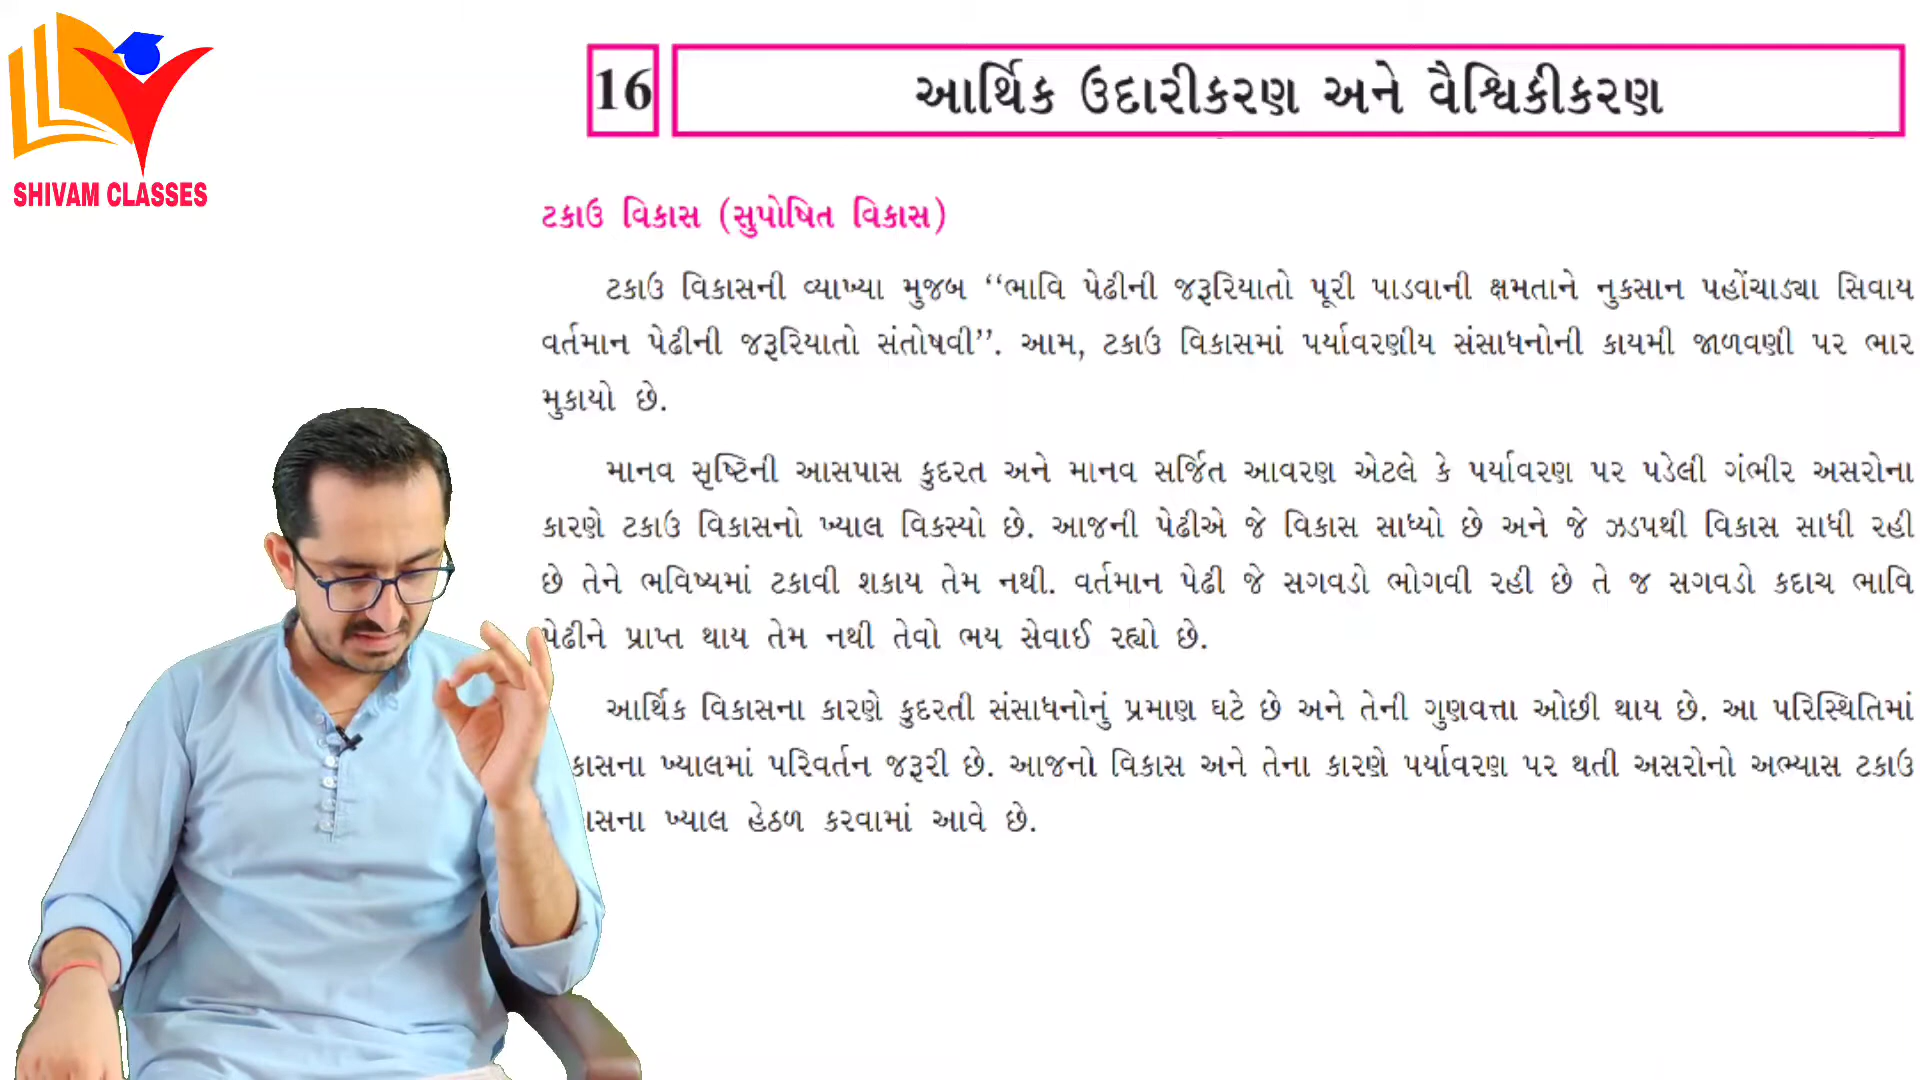 SHIVAM CLASSES
16 આર્થિક ઉદારીકરણ અને વૈશ્વિકીકરણ
ટકાઉ વિકાસ (સુપોષિત વિકાસ)
ટકાઉ વિકાસની વ્યાખ્યા મુજબ ‘‘ભાવિ પેઢીની જરૂરિયાતો પૂરી પાડવાની ક્ષમતાને નુકસાન પહોંચાડ્યા સિવાય
વર્તમાન પેઢીની જરૂરિયાતો સંતોષવી’’. આમ, ટકાઉ વિકાસમાં પર્યાવરણીય સંસાધનોની કાયમી જાળવણી પર ભાર
મુકાયો છે.
માનવ સૃષ્ટિની આસપાસ કુદરત અને માનવ સર્જિત આવરણ એટલે કે પર્યાવરણ પર પડેલી ગંભીર અસરોના
કારણે ટકાઉ વિકાસનો ખ્યાલ વિકસ્યો છે. આજની પેઢીએ જે વિકાસ સાધ્યો છે અને જે ઝડપથી વિકાસ સાધી રહી
છે તેને ભવિષ્યમાં ટકાવી શકાય તેમ નથી. વર્તમાન પેઢી જે સગવડો ભોગવી રહી છે તે જ સગવડો કદાચ ભાવિ
પેઢીને પ્રાપ્ત થાય તેમ નથી તેવો ભય સેવાઈ રહ્યો છે.
આર્થિક વિકાસના કારણે કુદરતી સંસાધનોનું પ્રમાણ ઘટે છે અને તેની ગુણવત્તા ઓછી થાય છે. આ પરિસ્થિતિમાં
કાસના ખ્યાલમાં પરિવર્તન જરૂરી છે. આજનો વિકાસ અને તેના કારણે પર્યાવરણ પર થતી અસરોનો અભ્યાસ ટકાઉ
ખ્યાલ હેઠળ કરવામાં આવે છે.